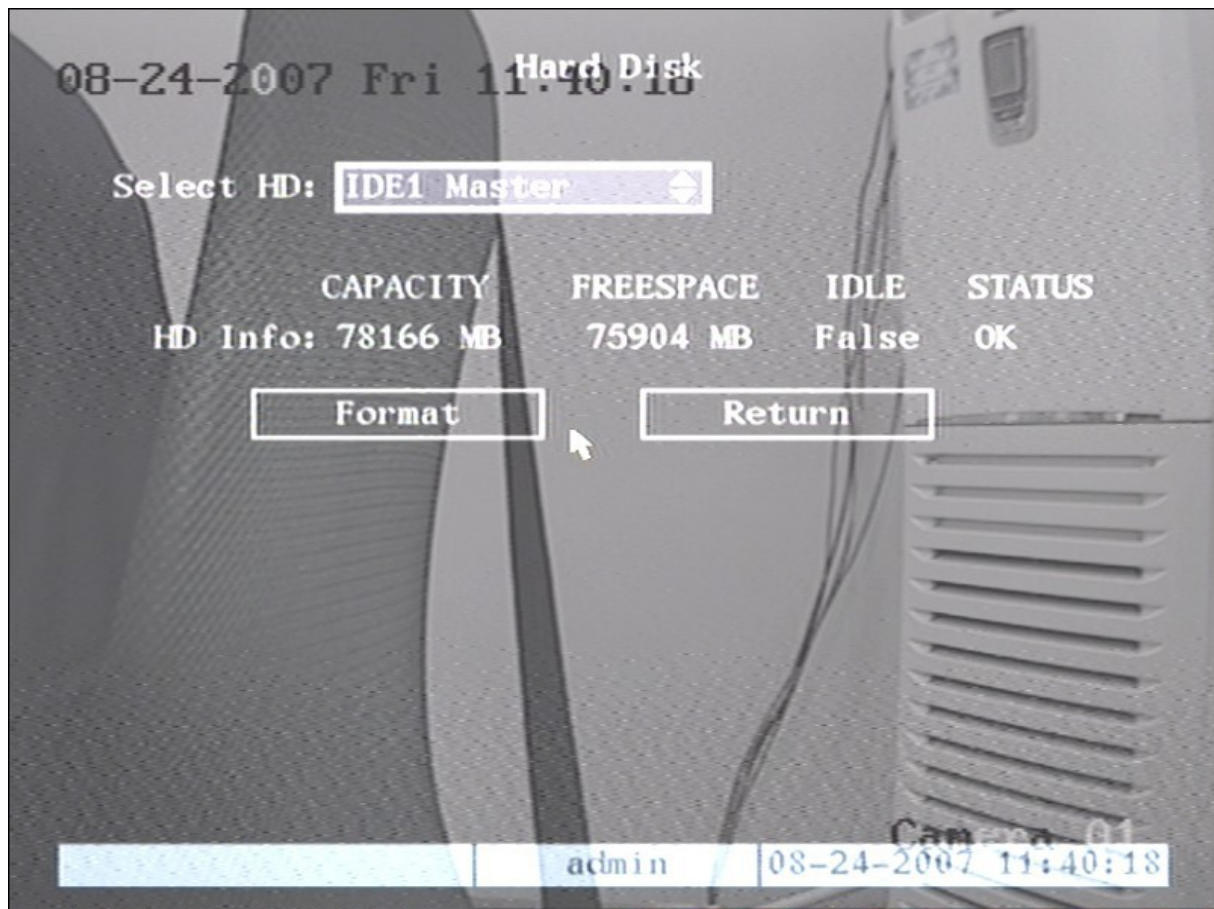 Hard Disk
08-24-2007 Fri 11:40:18
Select HD: IDE1 Master
CAPACITY FREESPACE IDLE STATUS
HD Info: 78166 MB 75904 MB False OK
Format Return
Camera 01
admin 08-24-2007 11:40:18